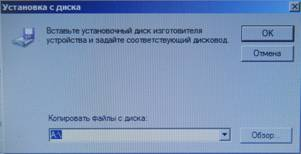 Установка с диска
Вставьте установочный диск изготовителя
устройства и задайте соответствующий дисковод.
OK
Отмена
Копировать файлы с диска:
A:\
Обзор...